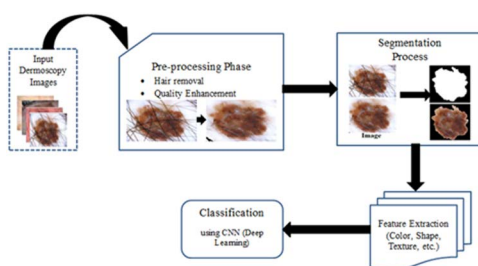 Input
Dermoscopy
Images
Pre-processing Phase
• Hair removal
• Quality Enhancement
Segmentation
Process
Image
Feature Extraction
(Color, Shape,
Texture, etc.)
Classification
using CNN (Deep
Learning)